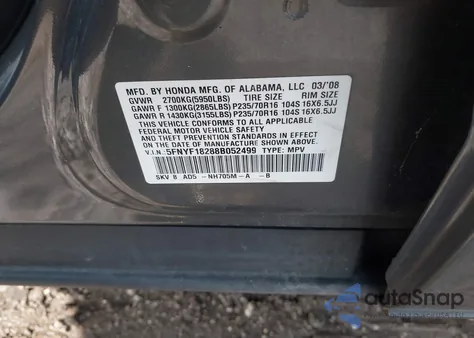 MFD. BY HONDA MFG. OF ALABAMA, LLC 03/'08
GVWR 2700KG(5950LBS) TIRE SIZE RIM SIZE
GAWR F 1300KG(2865LBS) P235/70R16 104S 16X6.5JJ
GAWR R 1430KG(3155LBS) P235/70R16 104S 16X6.5JJ
THIS VEHICLE CONFORMS TO ALL APPLICABLE
FEDERAL MOTOR VEHICLE SAFETY AND
THEFT PREVENTION STANDARDS IN EFFECT ON
THE DATE OF MANUFACTURE SHOWN ABOVE.
V.I.N.: 5FNYF18288B052499 TYPE: MPV
SKV 8 AD5 -NH705M-A -B
autoSnap